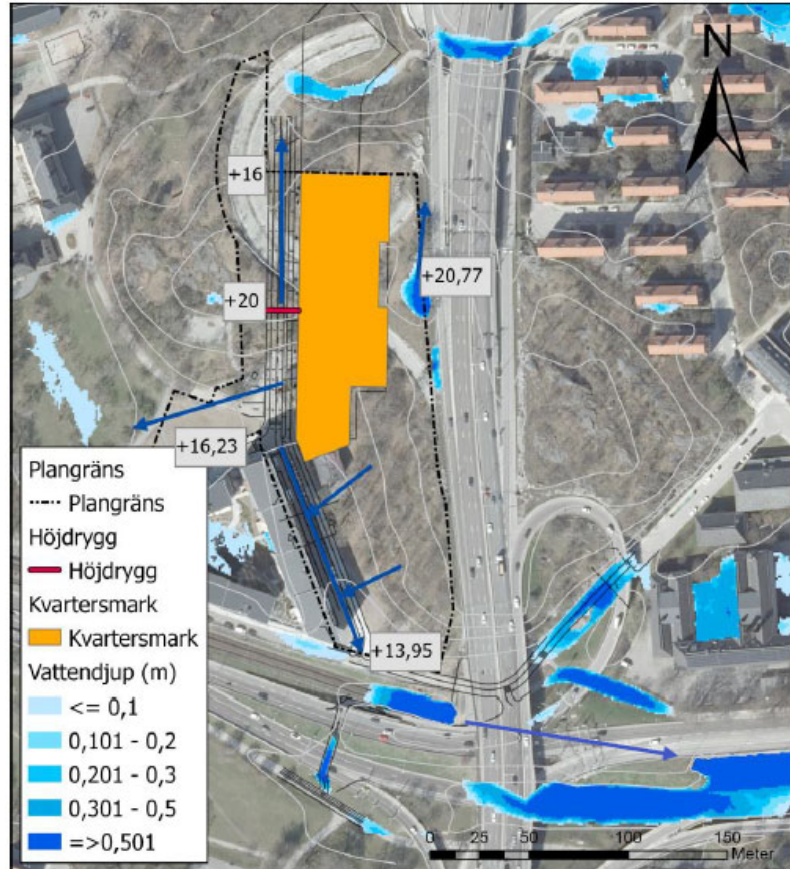 N
+16
+20,77
+20
+16,23
+13,95
Plangräns
Plangräns
Höjdrygg
Höjdrygg
Kvartersmark
Kvartersmark
Vattendjup (m)
<= 0,1
0,101 - 0,2
0,201 - 0,3
0,301 - 0,5
=>0,501
0 25 50 100 150
Meter